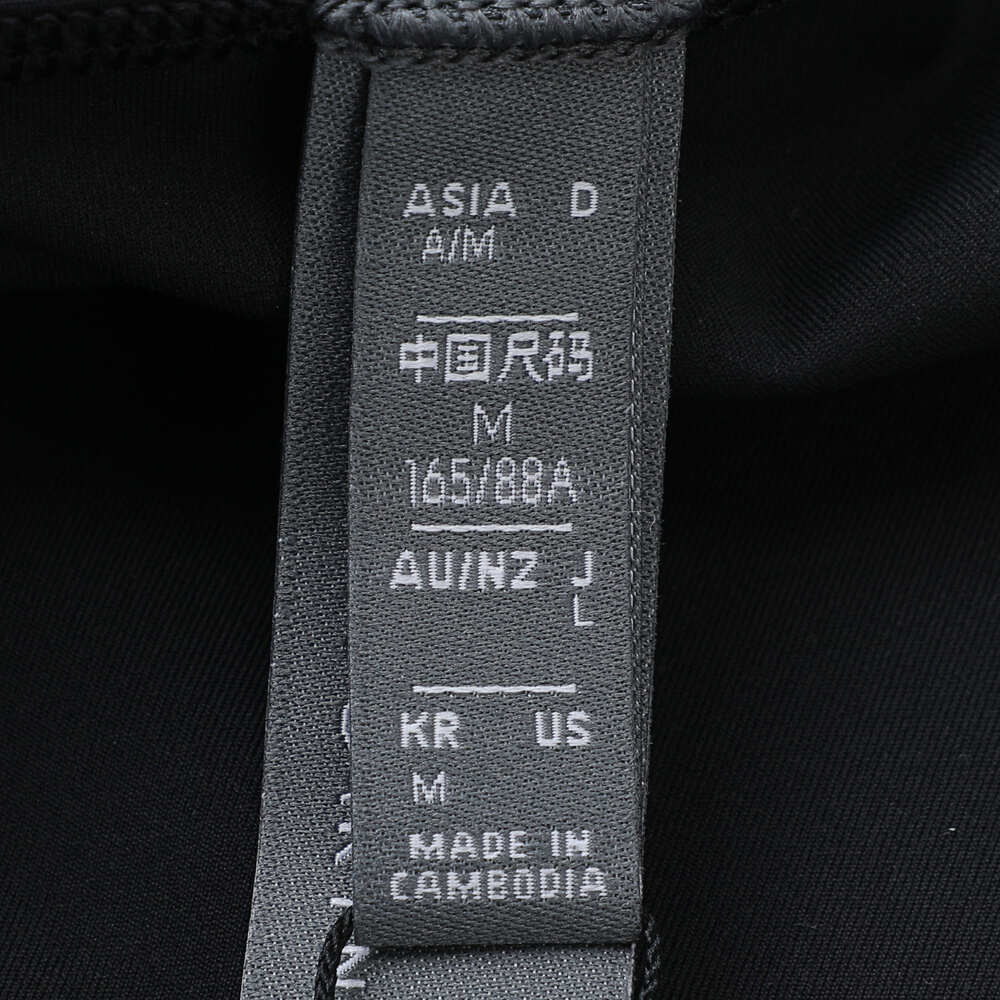 ASIA D
A/M
中国尺码
M
165/88A
AU/NZ J
L
KR US
M
MADE IN
CAMBODIA